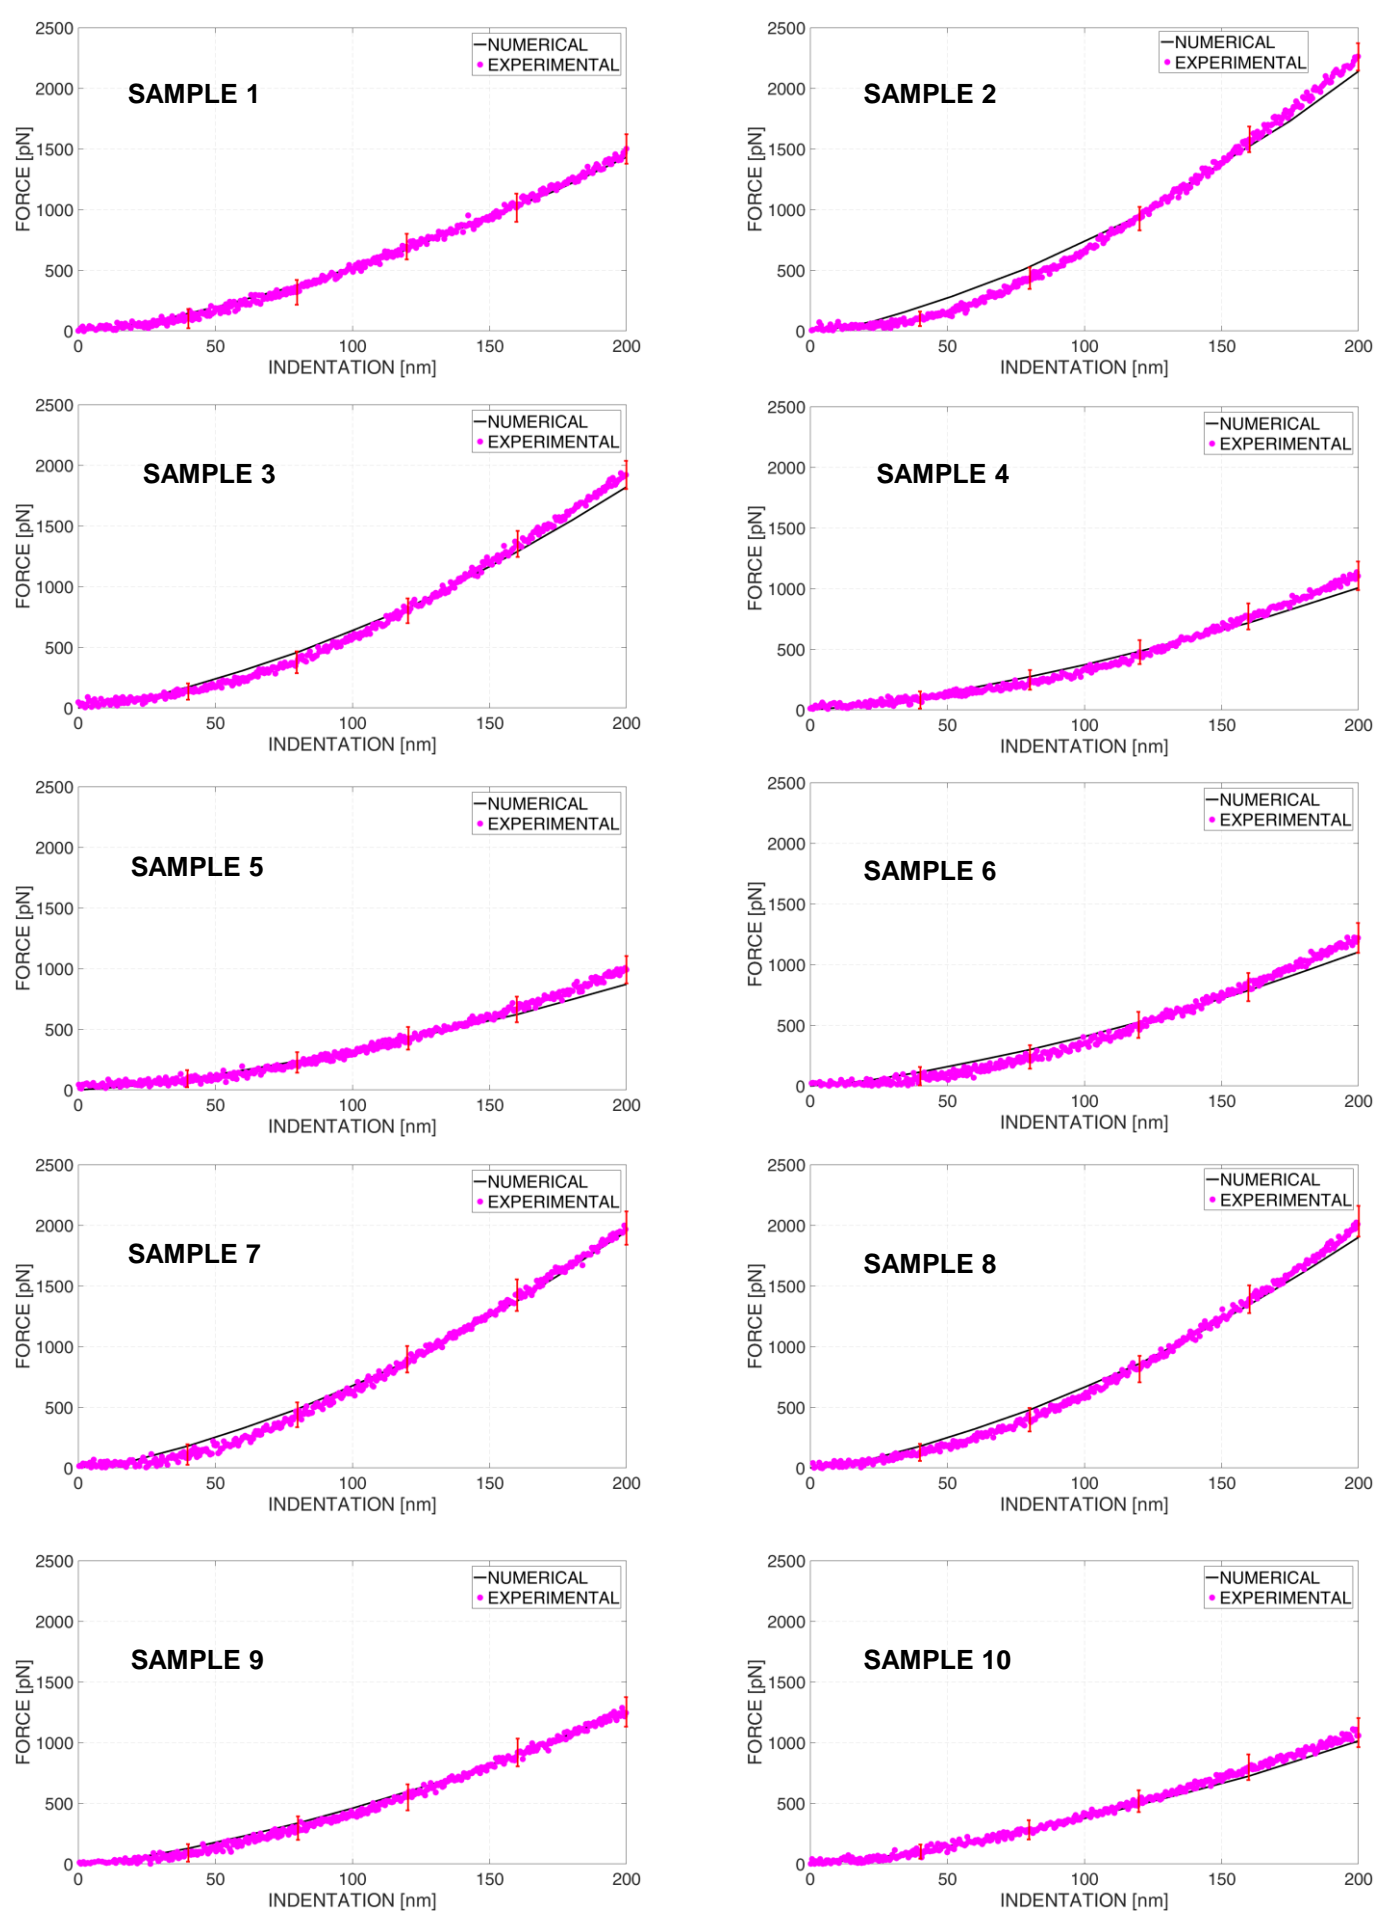 2500
2000
1500
1000
500
0
FORCE [pN]
SAMPLE 1
NUMERICAL
EXPERIMENTAL
0 50 100 150 200
INDENTATION [nm]
2500
2000
1500
1000
500
0
FORCE [pN]
SAMPLE 2
NUMERICAL
EXPERIMENTAL
0 50 100 150 200
INDENTATION [nm]
2500
2000
1500
1000
500
0
FORCE [pN]
SAMPLE 3
NUMERICAL
EXPERIMENTAL
0 50 100 150 200
INDENTATION [nm]
2500
2000
1500
1000
500
0
FORCE [pN]
SAMPLE 4
NUMERICAL
EXPERIMENTAL
0 50 100 150 200
INDENTATION [nm]
2500
2000
1500
1000
500
0
FORCE [pN]
SAMPLE 5
NUMERICAL
EXPERIMENTAL
0 50 100 150 200
INDENTATION [nm]
2500
2000
1500
1000
500
0
FORCE [pN]
SAMPLE 6
NUMERICAL
EXPERIMENTAL
0 50 100 150 200
INDENTATION [nm]
2500
2000
1500
1000
500
0
FORCE [pN]
SAMPLE 7
NUMERICAL
EXPERIMENTAL
0 50 100 150 200
INDENTATION [nm]
2500
2000
1500
1000
500
0
FORCE [pN]
SAMPLE 8
NUMERICAL
EXPERIMENTAL
0 50 100 150 200
INDENTATION [nm]
2500
2000
1500
1000
500
0
FORCE [pN]
SAMPLE 9
NUMERICAL
EXPERIMENTAL
0 50 100 150 200
INDENTATION [nm]
2500
2000
1500
1000
500
0
FORCE [pN]
SAMPLE 10
NUMERICAL
EXPERIMENTAL
0 50 100 150 200
INDENTATION [nm]